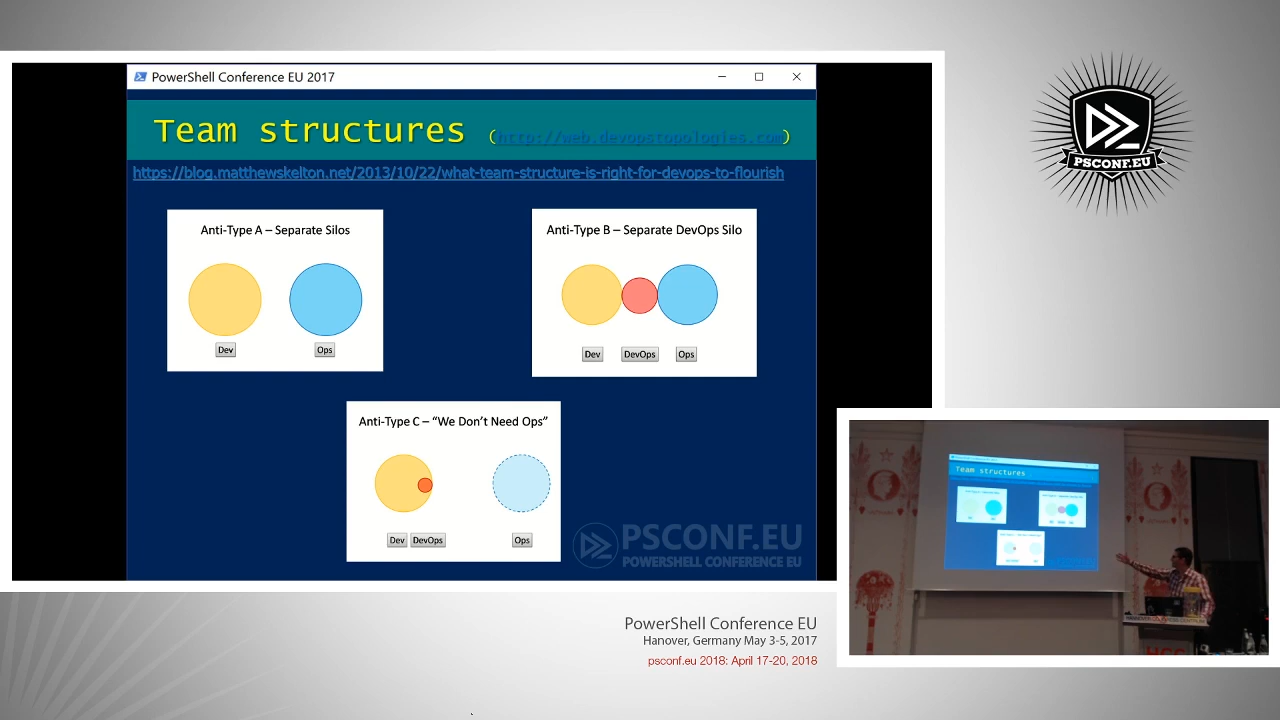 PowerShell Conference EU 2017
Team structures (http://web.devopstopologies.com)
https://blog.matthewskelton.net/2013/10/22/what-team-structure-is-right-for-devops-to-flourish
Anti-Type A – Separate Silos
Dev Ops
Anti-Type B – Separate DevOps Silo
Dev DevOps Ops
Anti-Type C – “We Don’t Need Ops”
Dev DevOps Ops
PSCONF.EU
POWERSHELL CONFERENCE EU
PSCONF.EU
Team structures
HCC
PowerShell Conference EU
Hanover, Germany May 3-5, 2017
psconf.eu 2018: April 17-20, 2018